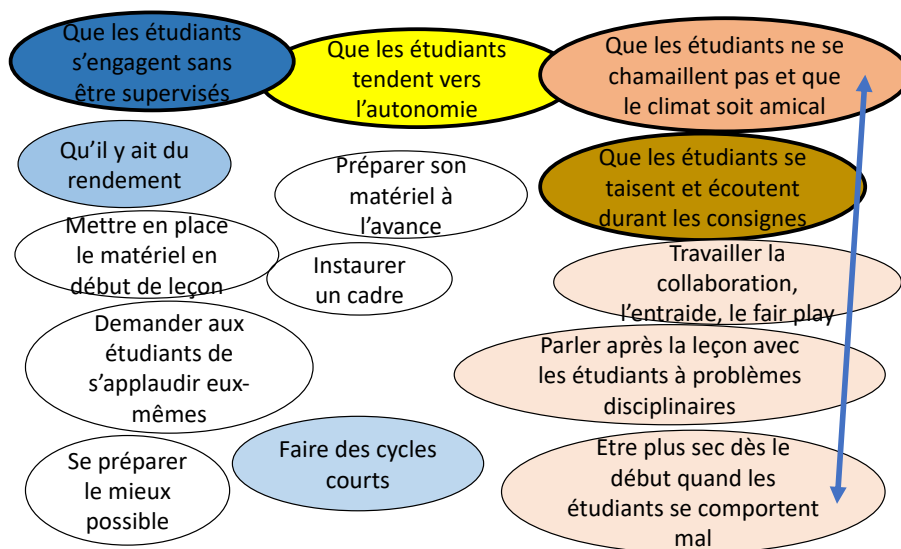 Que les étudiants
s’engagent sans
être supervisés
Que les étudiants
tendent vers
l’autonomie
Que les étudiants ne se
chamaillent pas et que
le climat soit amical
Qu’il y ait du
rendement
Préparer son
matériel à
l’avance
Que les étudiants se
taisent et écoutent
durant les consignes
Mettre en place
le matériel en
début de leçon
Instaurer
un cadre
Travailler la
collaboration,
l’entraide, le fair play
Demander aux
étudiants de
s’applaudir eux-
mêmes
Parler après la leçon avec
les étudiants à problèmes
disciplinaires
Se préparer
le mieux
possible
Faire des cycles
courts
Etre plus sec dès le
début quand les
étudiants se comportent
mal